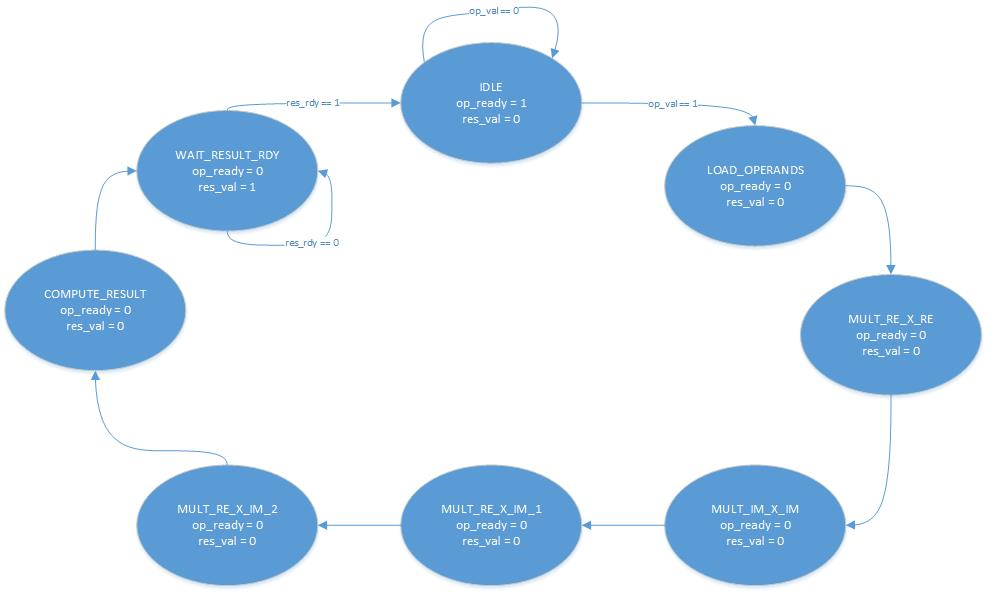 op_val == 0
IDLE
op_ready = 1
res_val = 0
res_rdy == 1
op_val == 1
WAIT_RESULT_RDY
op_ready = 0
res_val = 1
LOAD_OPERANDS
op_ready = 0
res_val = 0
res_rdy == 0
COMPUTE_RESULT
op_ready = 0
res_val = 0
MULT_RE_X_RE
op_ready = 0
res_val = 0
MULT_RE_X_IM_2
op_ready = 0
res_val = 0
MULT_RE_X_IM_1
op_ready = 0
res_val = 0
MULT_IM_X_IM
op_ready = 0
res_val = 0